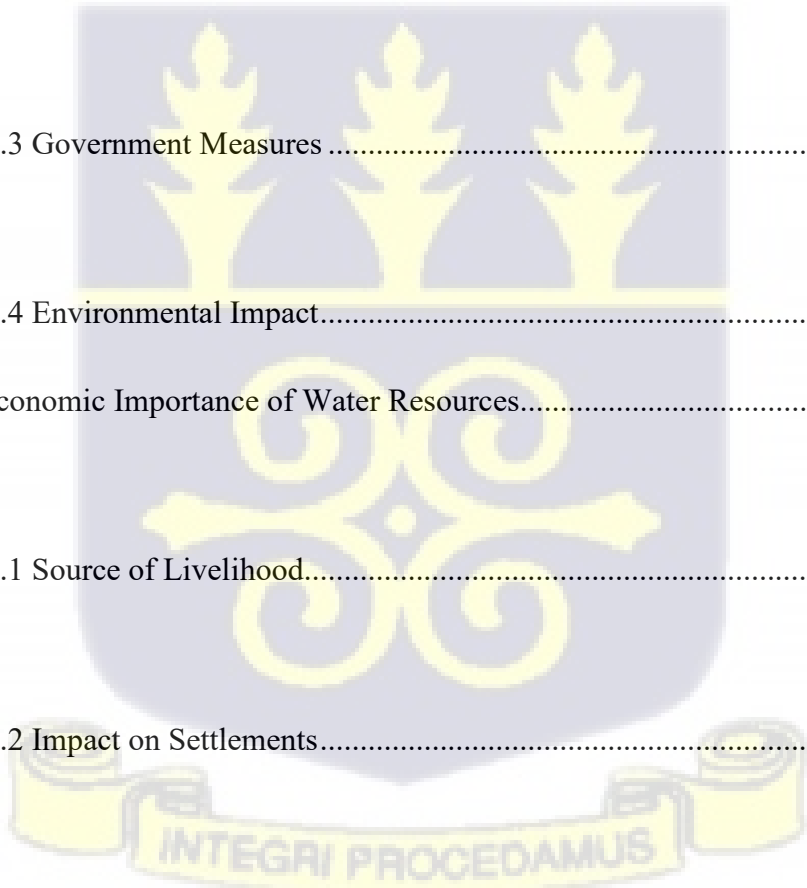 .3 Government Measures ..............................................................
.4 Environmental Impact...............................................................
conomic Importance of Water Resources.....................................
.1 Source of Livelihood.................................................................
.2 Impact on Settlements...............................................................
INTEGRI PROCEDAMUS